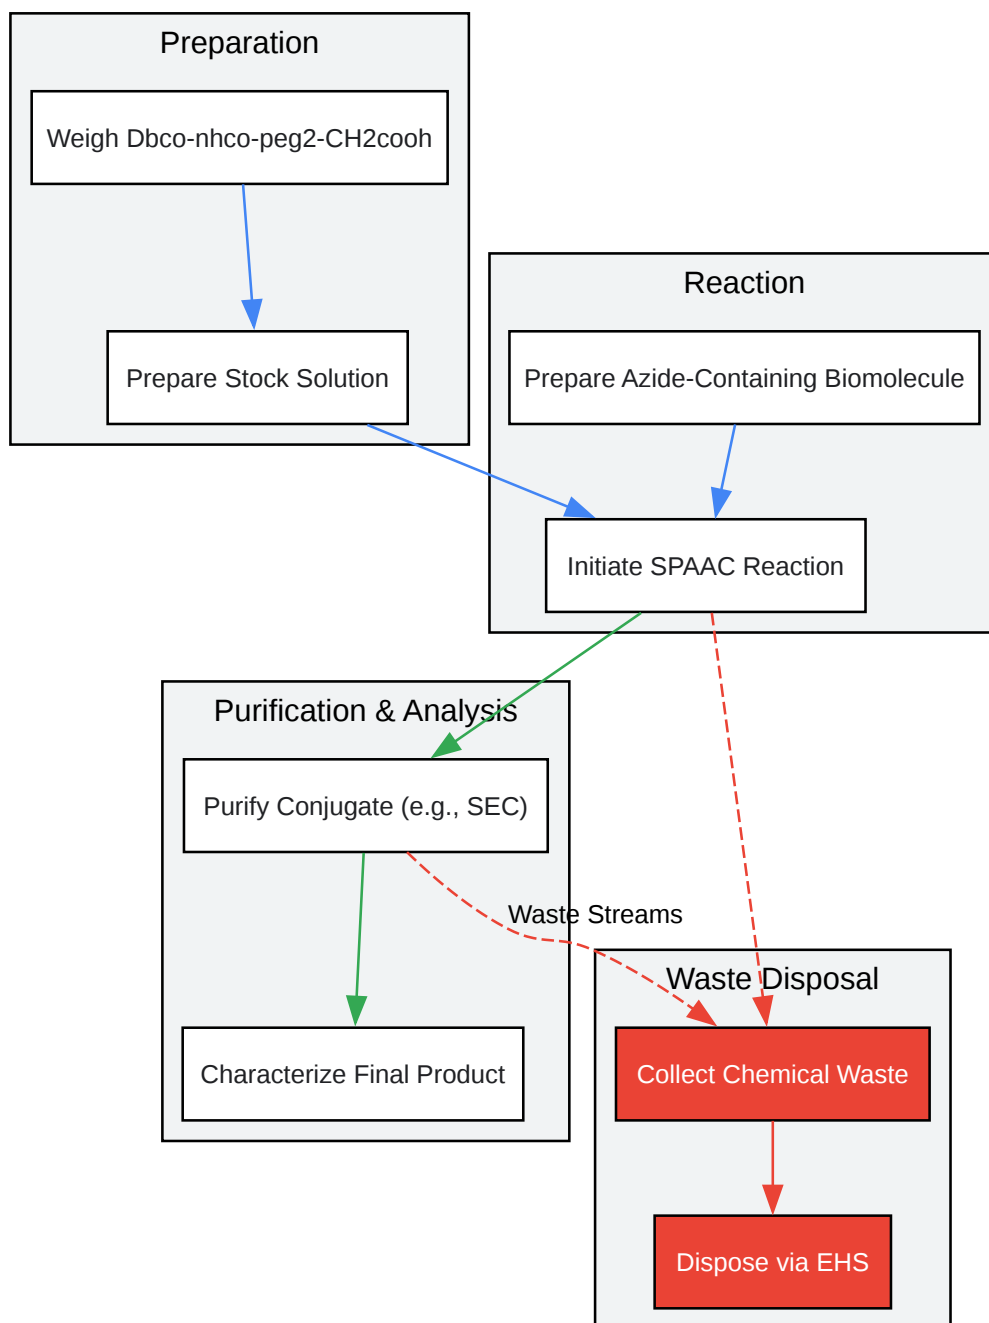 Preparation
Weigh Dbco-nhco-peg2-CH2cooh
Prepare Stock Solution
Reaction
Prepare Azide-Containing Biomolecule
Initiate SPAAC Reaction
Purification & Analysis
Purify Conjugate (e.g., SEC)
Waste Streams
Characterize Final Product
Waste Disposal
Collect Chemical Waste
Dispose via EHS